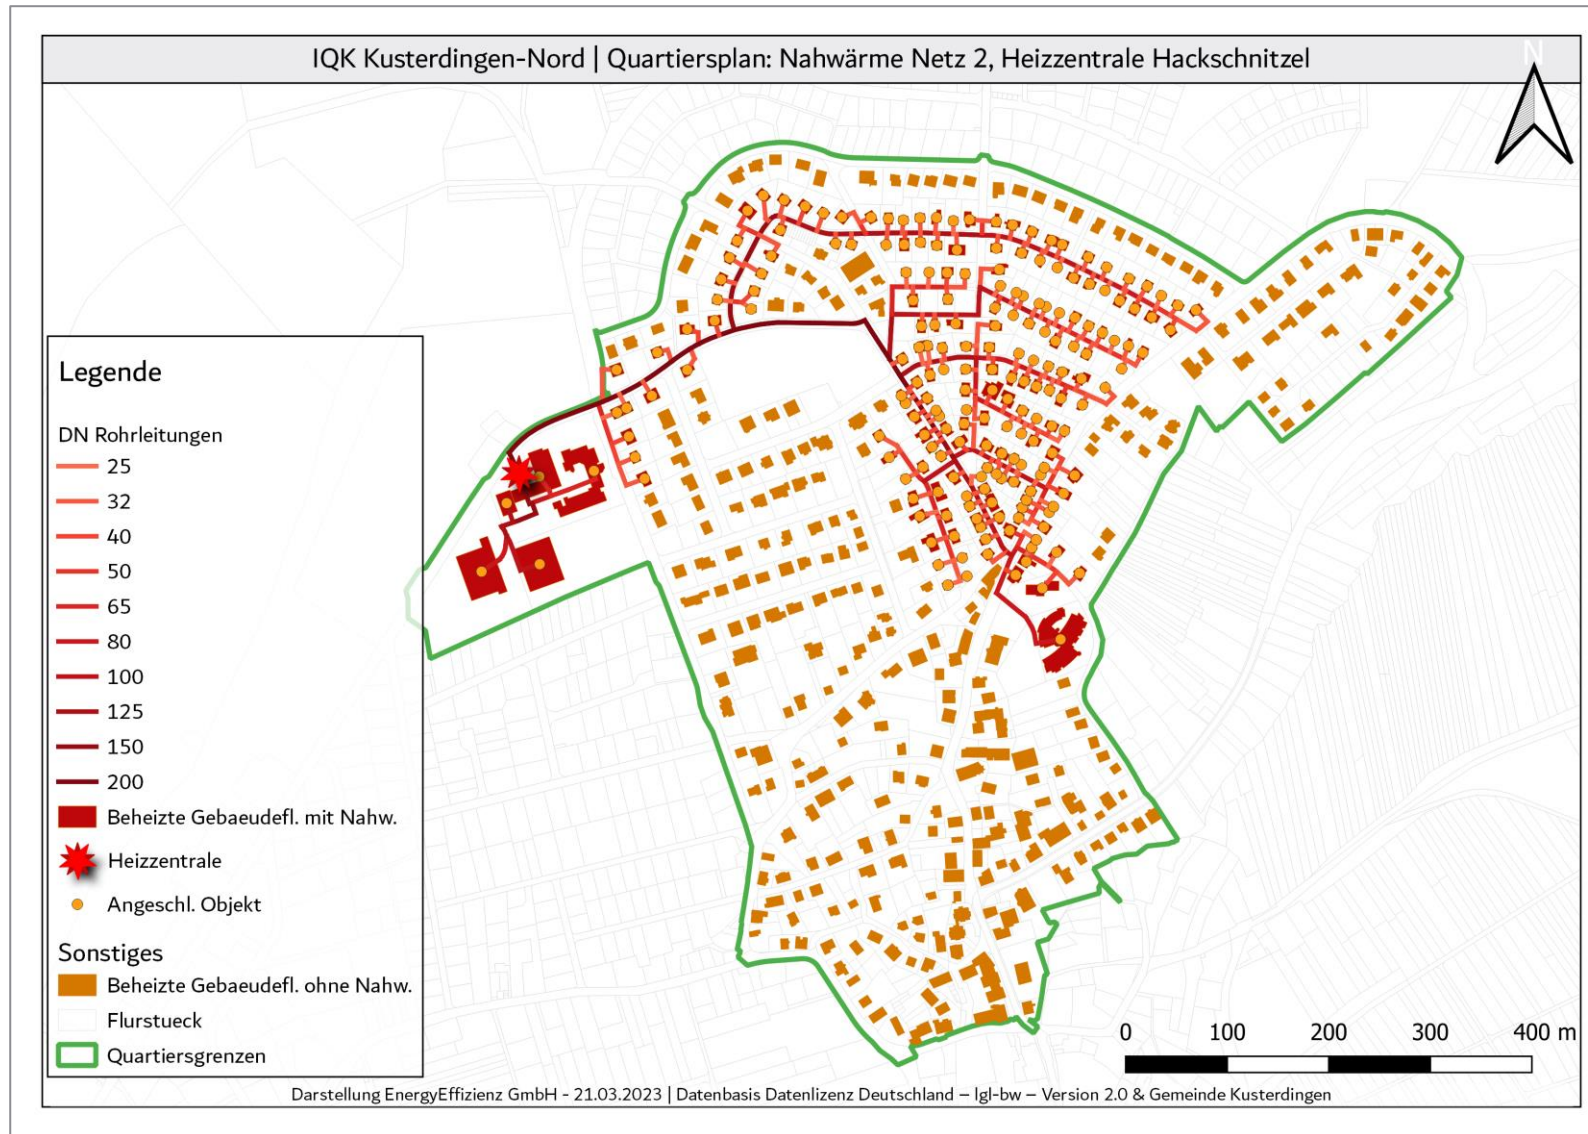 IQK Kusterdingen-Nord | Quartiersplan: Nahwärme Netz 2, Heizzentrale Hackschnitzel
N
Legende
DN Rohrleitungen
25
32
40
50
65
80
100
125
150
200
Beheizte Gebaeudefl. mit Nahw.
Heizzentrale
Angeschl. Objekt
Sonstiges
Beheizte Gebaeudefl. ohne Nahw.
Flurstueck
Quartiersgrenzen
0 100 200 300 400 m
Darstellung EnergyEffizienz GmbH - 21.03.2023 | Datenbasis Datenlizenz Deutschland – lgl-bw – Version 2.0 & Gemeinde Kusterdingen